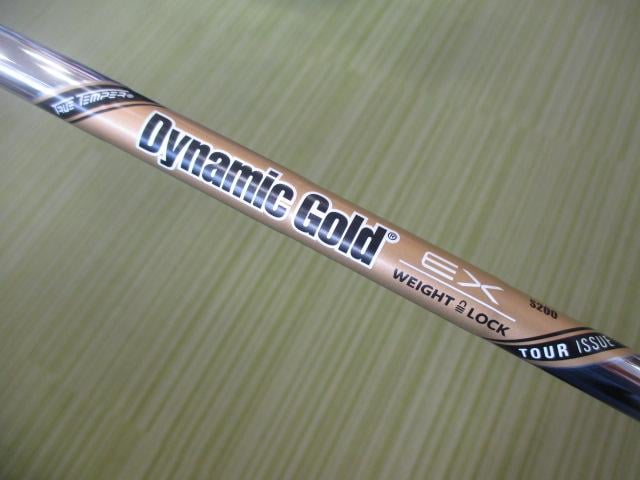 TRUE TEMPER®
Dynamic Gold®
EX
WEIGHT LOCK
S200
TOUR ISSUE